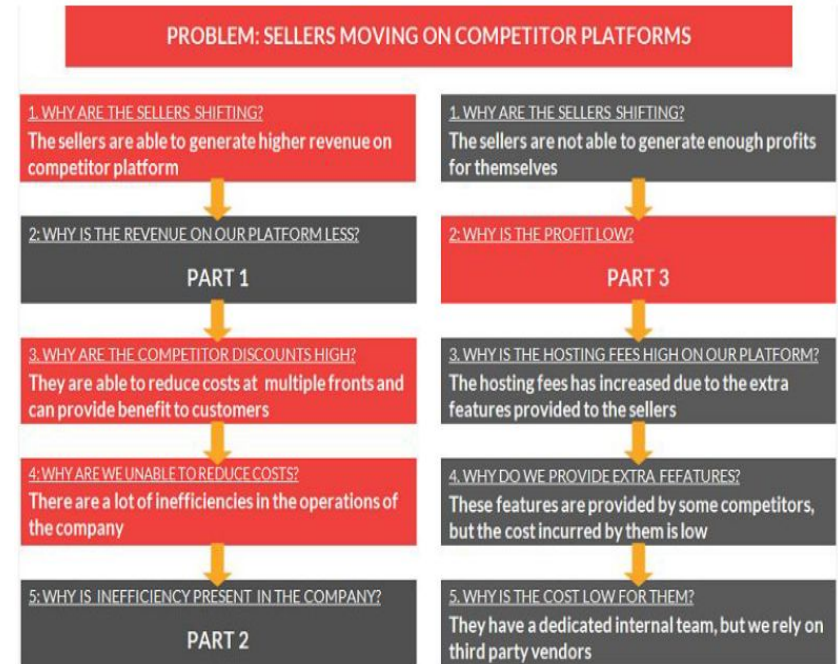 PROBLEM: SELLERS MOVING ON COMPETITOR PLATFORMS
1. WHY ARE THE SELLERS SHIFTING?
The sellers are able to generate higher revenue on
competitor platform
2: WHY IS THE REVENUE ON OUR PLATFORM LESS?
PART 1
3. WHY ARE THE COMPETITOR DISCOUNTS HIGH?
They are able to reduce costs at multiple fronts and
can provide benefit to customers
4: WHY ARE WE UNABLE TO REDUCE COSTS?
There are a lot of inefficiencies in the operations of
the company
5: WHY IS INEFFICIENCY PRESENT IN THE COMPANY?
PART 2
1. WHY ARE THE SELLERS SHIFTING?
The sellers are not able to generate enough profits
for themselves
2: WHY IS THE PROFIT LOW?
PART 3
3. WHY IS THE HOSTING FEES HIGH ON OUR PLATFORM?
The hosting fees has increased due to the extra
features provided to the sellers
4. WHY DO WE PROVIDE EXTRA FEFATURES?
These features are provided by some competitors,
but the cost incurred by them is low
5. WHY IS THE COST LOW FOR THEM?
They have a dedicated internal team, but we rely on
third party vendors